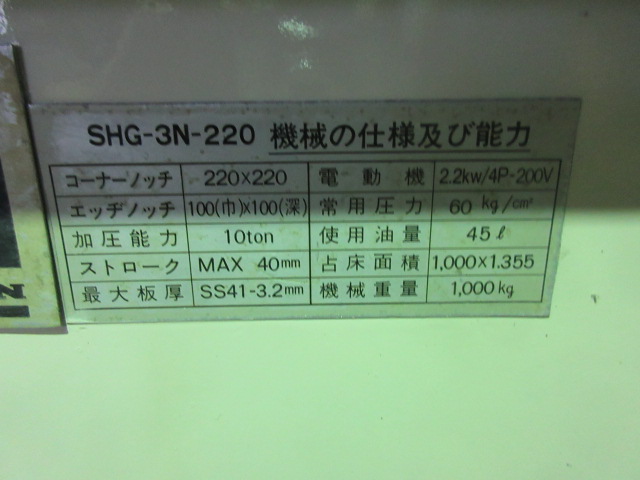 SHG-3N-220 機械の仕様及び能力
コーナーノッチ 220×220 電動機 2.2kw/4P-200V
エッヂノッチ 100(巾)×100(深) 常用圧力 60 kg/cm²
加圧能力 10ton 使用油量 45ℓ
ストローク MAX 40mm 占床面積 1,000×1.355
最大板厚 SS41-3.2mm 機械重量 1,000kg
N